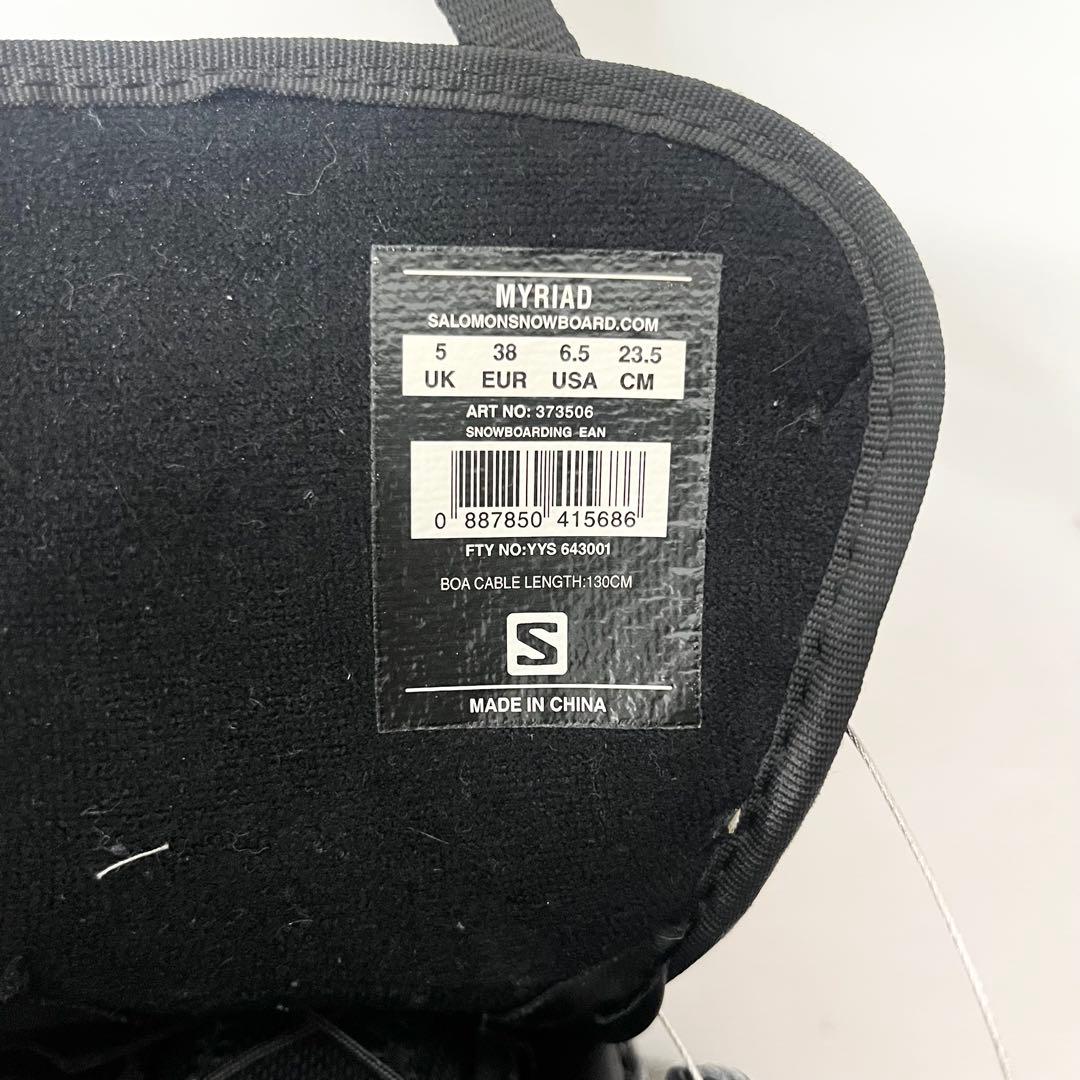 MYRIAD
SALOMONSNOWBOARD.COM
5 38 6.5 23.5
UK EUR USA CM
ART NO: 373506
SNOWBOARDING EAN
0 887850 415686
FTY NO:YYS 643001
BOA CABLE LENGTH:130CM
S
MADE IN CHINA